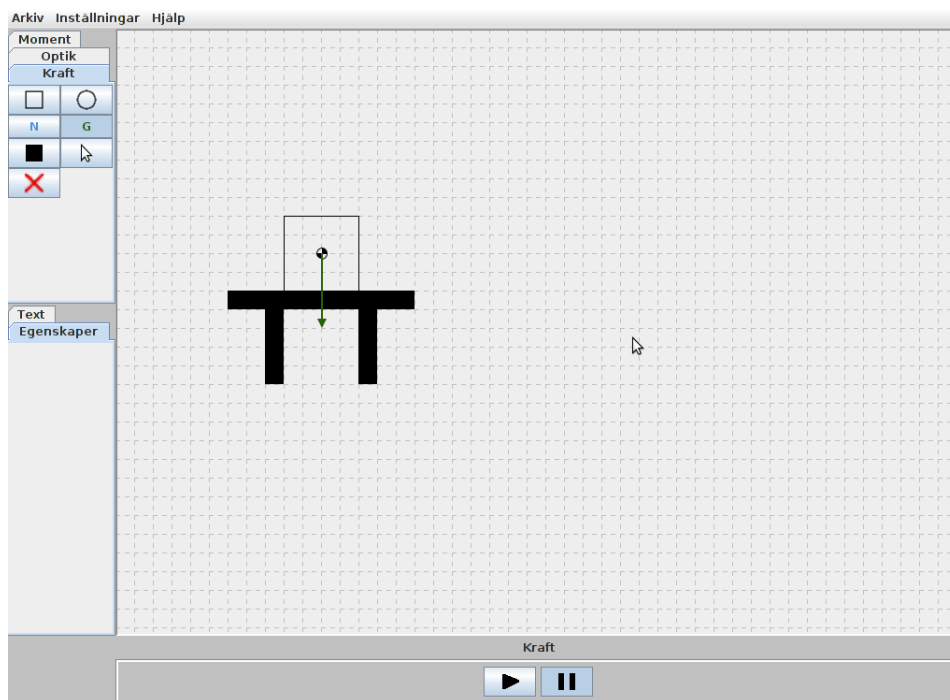 Arkiv Inställningar Hjälp
Moment
Optik
Kraft
N G
Text
Egenskaper
Kraft